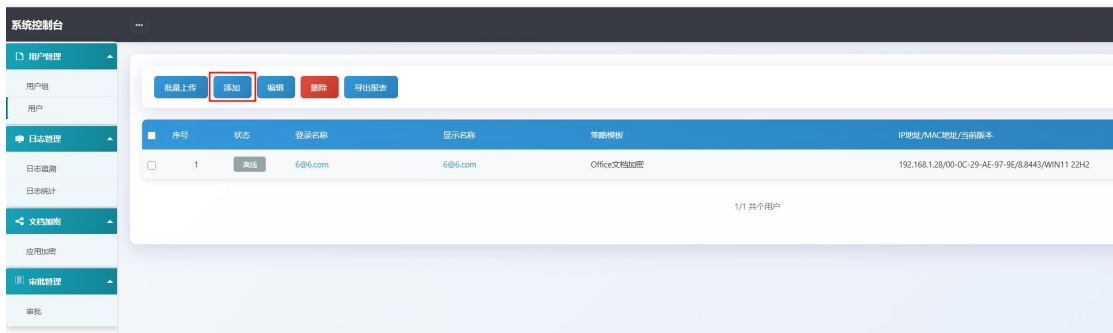 系统控制台 ...
用户管理
用户组
用户
日志管理
日志追溯
日志统计
文档加密
应用加密
审批管理
审批
批量上传 添加 编辑 删除 导出报表
序号 状态 登录名称 显示名称 策略模板 IP地址/MAC地址/当前版本
1 离线 6@6.com 6@6.com Office文档加密 192.168.1.28/00-0C-29-AE-97-9E/8.8443/WIN11 22H2
1/1 共个用户